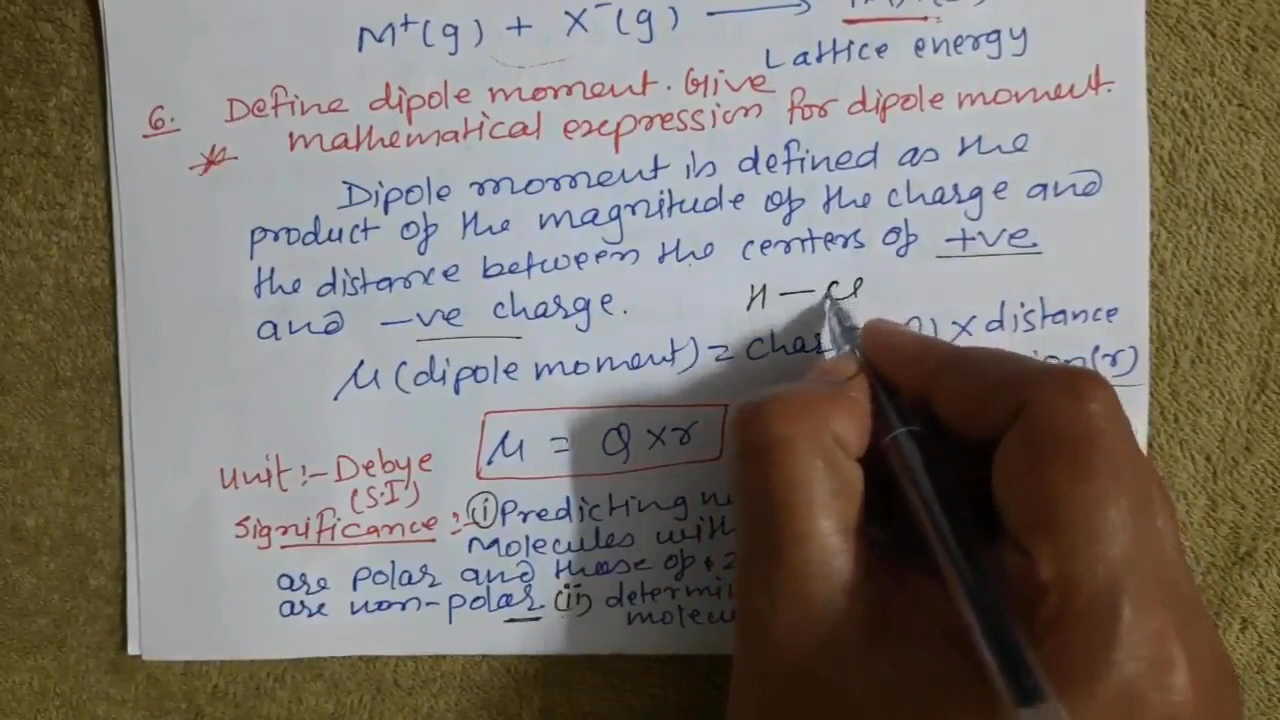 M⁺(g) + X⁻(g) ⟶
Lattice energy
6. Define dipole moment. Give
mathematical expression for dipole moment.
Dipole moment is defined as the
product of the magnitude of the charge and
the distance between the centers of +ve
and -ve charge.
H - Cl
μ (dipole moment) = char × distance
(r)
μ = Q × r
Unit :- Debye
(S.I)
Significance : (i) Predicting
Molecules with
are polar and those of
are non-polar (ii)